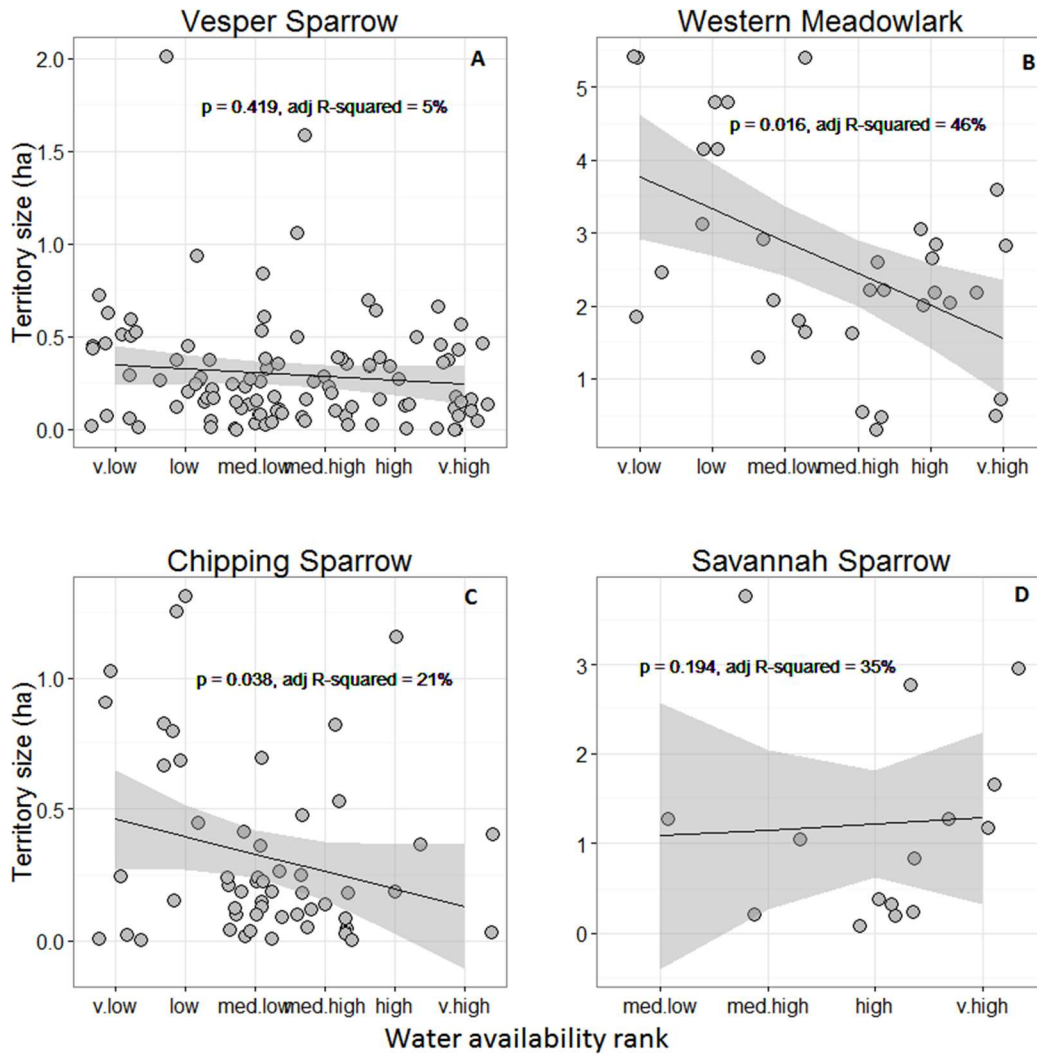 Vesper Sparrow
A
p = 0.419, adj R-squared = 5%
Territory size (ha)
2.0
1.5
1.0
0.5
0.0
v.low low med.low med.high high v.high
Western Meadowlark
B
p = 0.016, adj R-squared = 46%
5
4
3
2
1
v.low low med.low med.high high v.high
Chipping Sparrow
C
p = 0.038, adj R-squared = 21%
Territory size (ha)
1.0
0.5
0.0
v.low low med.low med.high high v.high
Savannah Sparrow
D
p = 0.194, adj R-squared = 35%
3
2
1
0
med.low med.high high v.high
Water availability rank